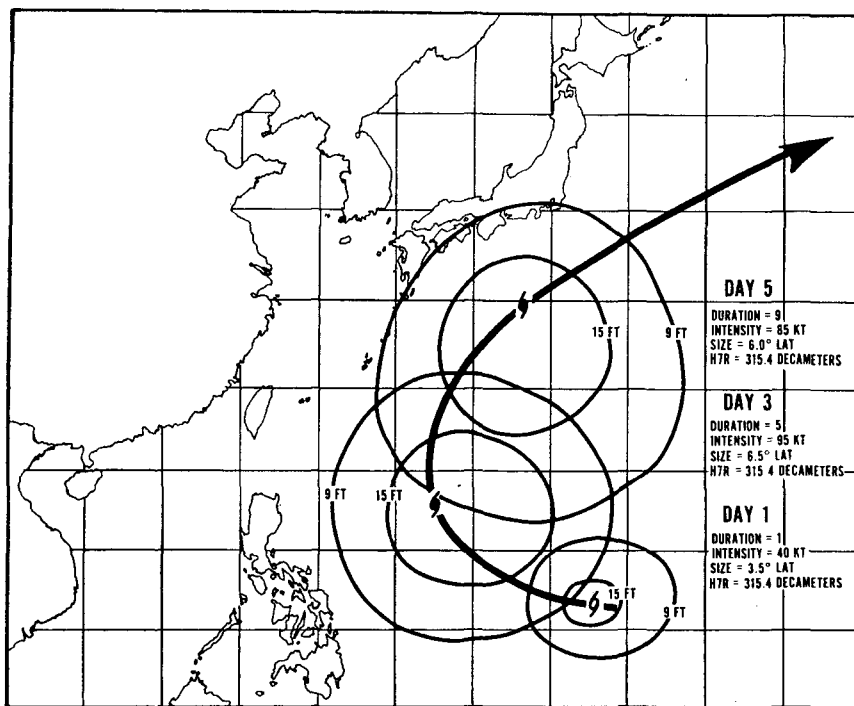 DAY 5
DURATION = 9
INTENSITY = 85 KT
SIZE = 6.0° LAT
H7R = 315.4 DECAMETERS
15 FT
9 FT
DAY 3
DURATION = 5
INTENSITY = 95 KT
SIZE = 6.5° LAT
H7R = 315.4 DECAMETERS
9 FT
15 FT
DAY 1
DURATION = 1
INTENSITY = 40 KT
SIZE = 3.5° LAT
H7R = 315.4 DECAMETERS
15 FT
9 FT